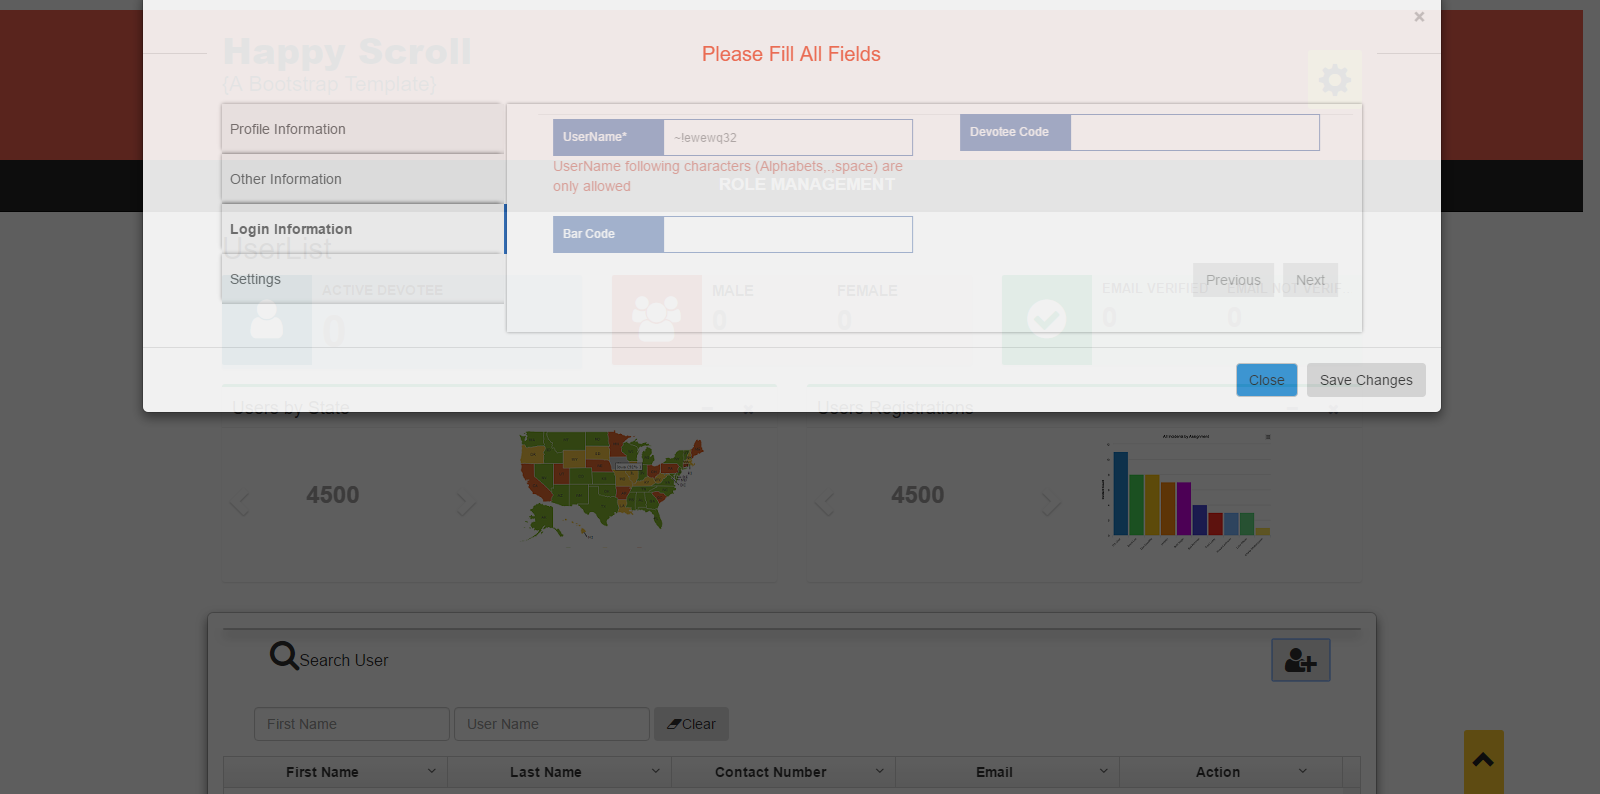 ×
Happy Scroll
Please Fill All Fields
{A Bootstrap Template}
Profile Information
Other Information
Login Information
Settings
UserName*
~!ewewq32
Devotee Code
UserName following characters (Alphabets,.,space) are
only allowed
ROLE MANAGEMENT
Bar Code
Previous
Next
UserList
ACTIVE DEVOTEE
0
MALE
0
FEMALE
0
EMAIL VERIFIED
0
EMAIL NOT VERIF
0
Close
Save Changes
Users by State
4500
Users Registrations
4500
Search User
First Name
User Name
Clear
First Name
Last Name
Contact Number
Email
Action